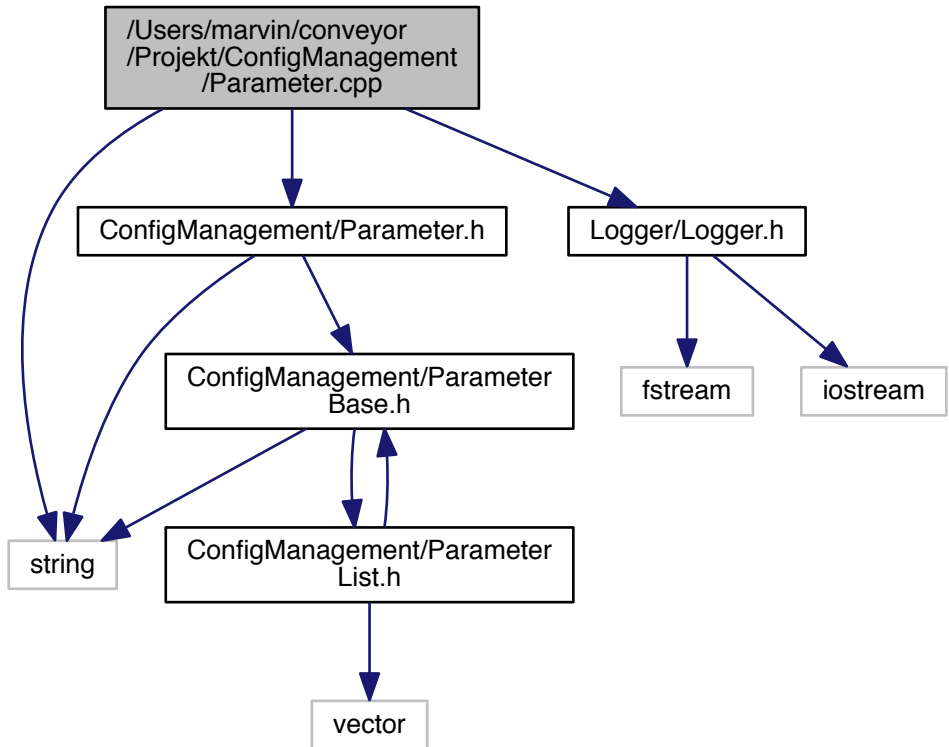 /Users/marvin/conveyor
/Projekt/ConfigManagement
/Parameter.cpp
ConfigManagement/Parameter.h
Logger/Logger.h
ConfigManagement/Parameter
Base.h
fstream
iostream
string
ConfigManagement/Parameter
List.h
vector